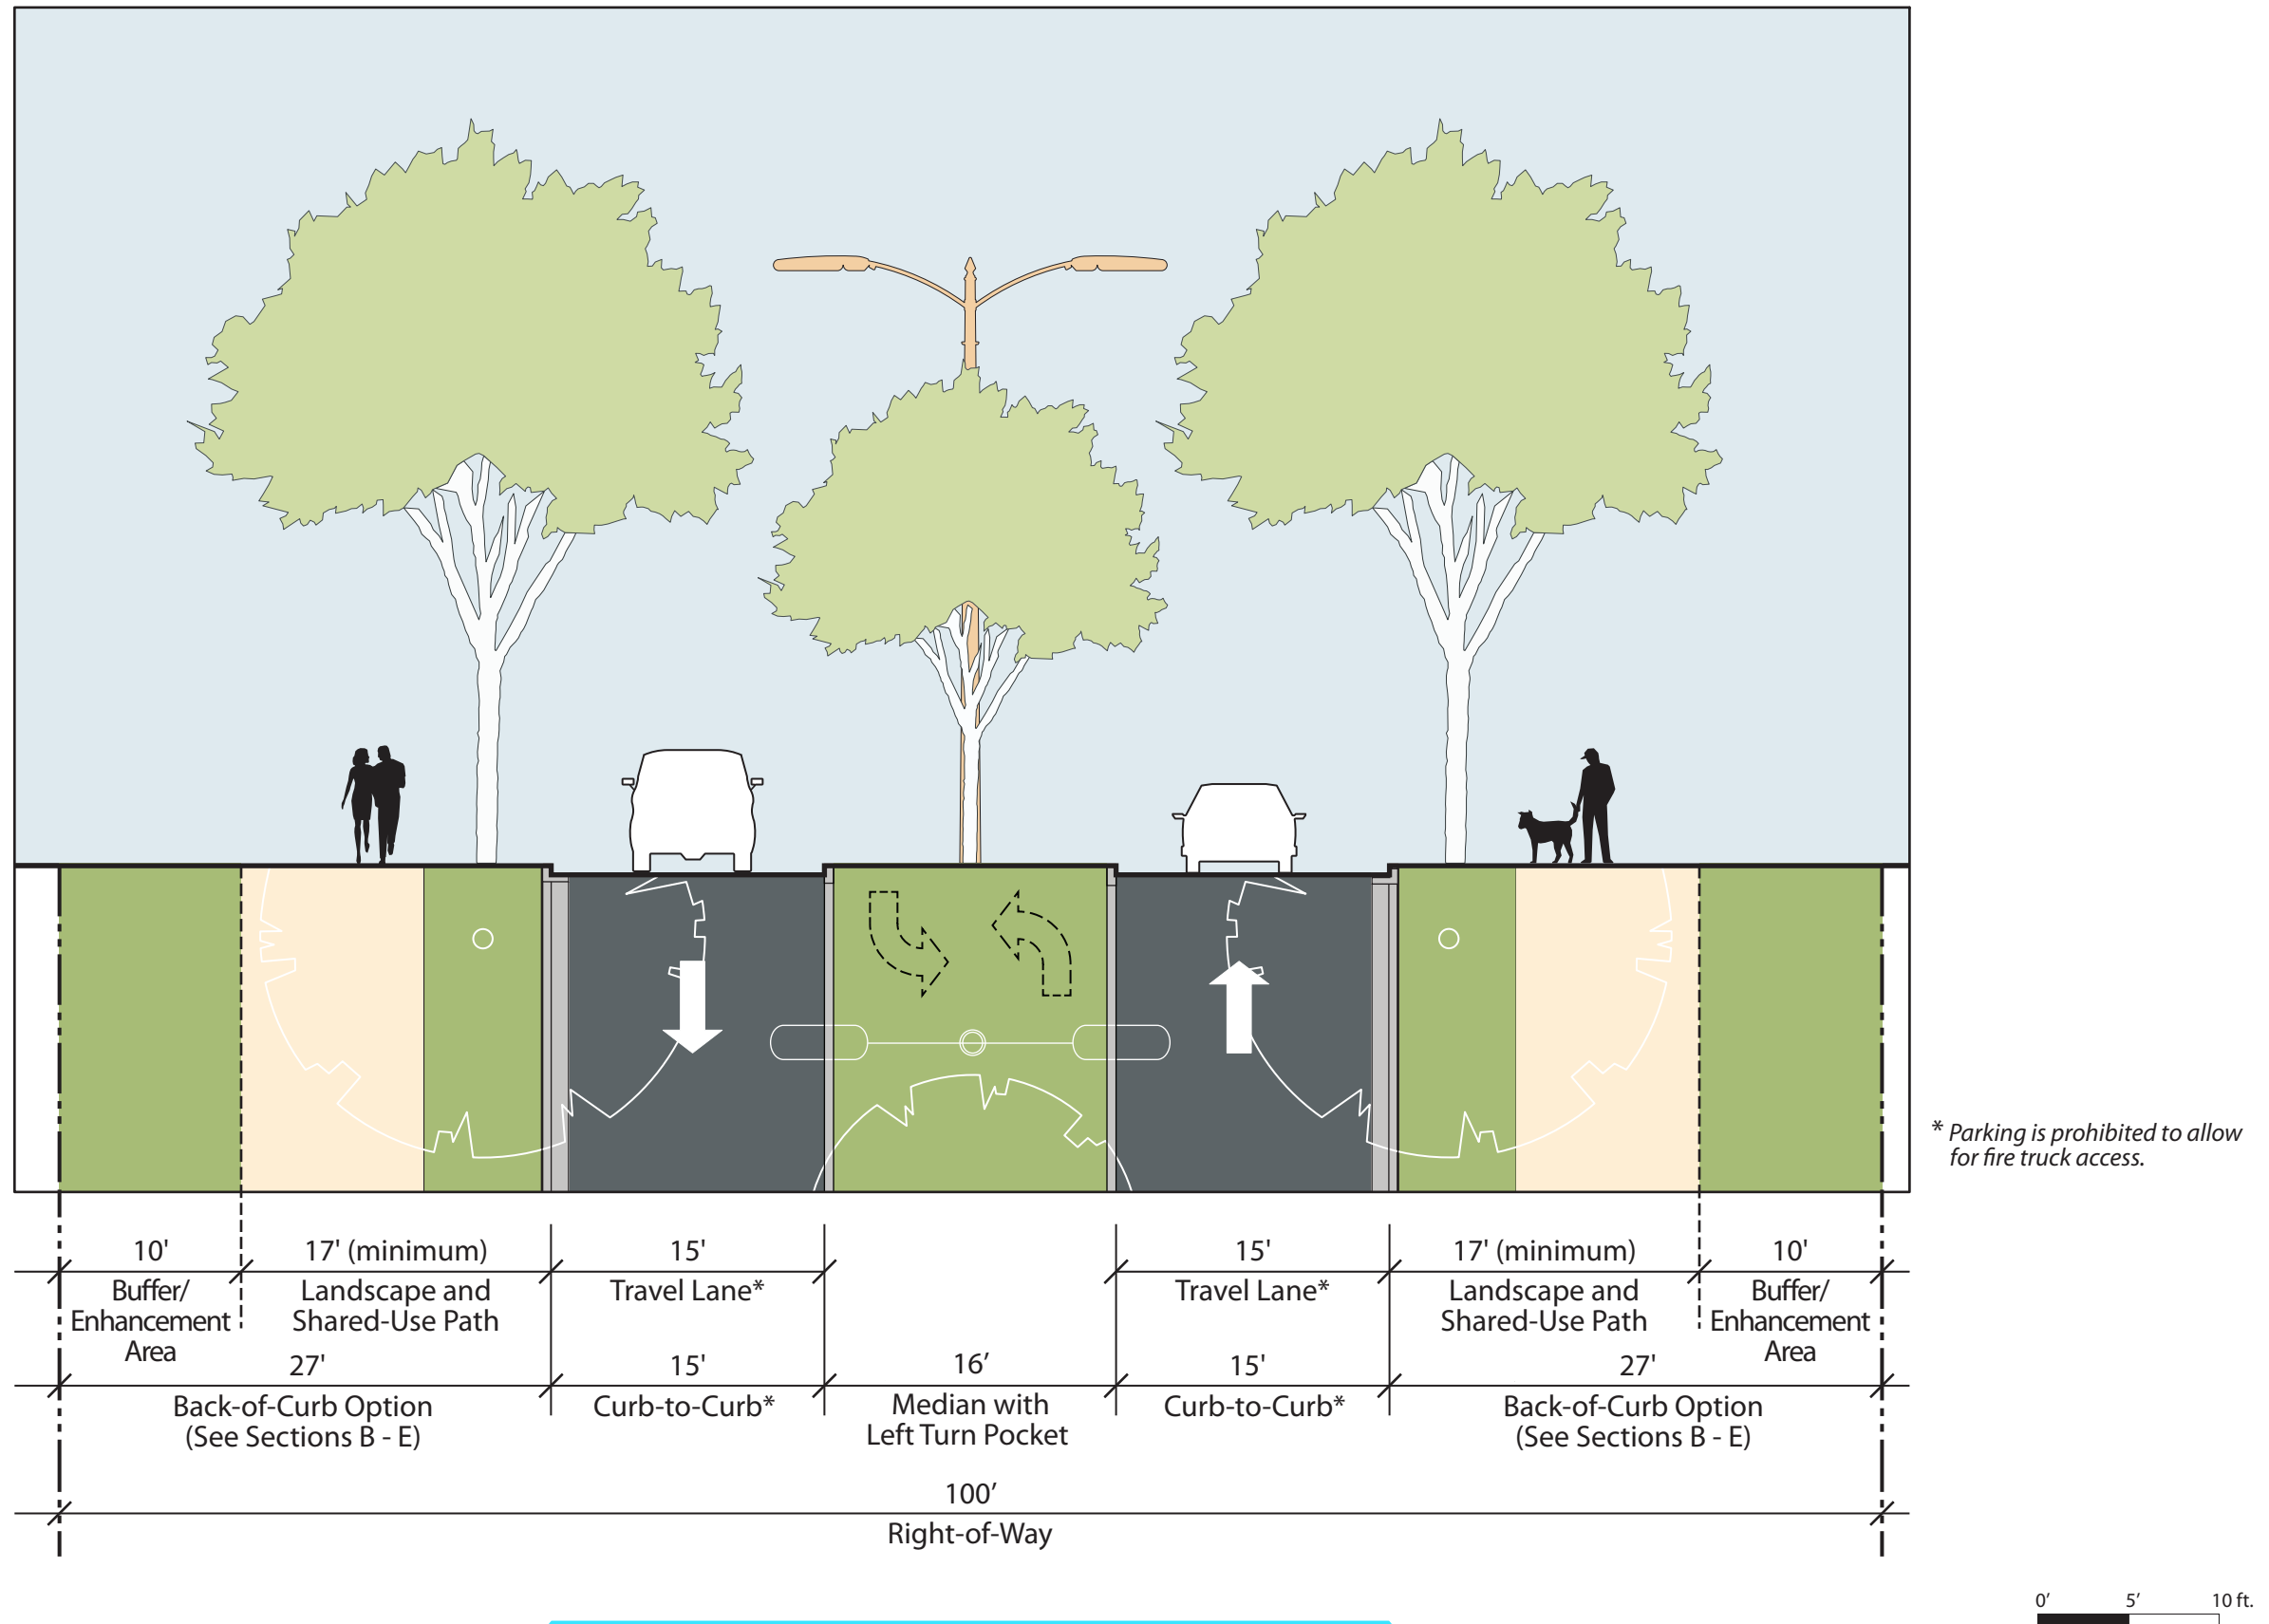 * Parking is prohibited to allow
for fire truck access.
10'
17' (minimum)
15'
15'
17' (minimum)
10'
Buffer/
Enhancement
Area
Landscape and
Shared-Use Path
Travel Lane*
Travel Lane*
Landscape and
Shared-Use Path
Buffer/
Enhancement
Area
27'
15'
16’
15'
27'
Back-of-Curb Option
(See Sections B - E)
Curb-to-Curb*
Median with
Left Turn Pocket
Curb-to-Curb*
Back-of-Curb Option
(See Sections B - E)
100’
Right-of-Way
0’
5’
10 ft.